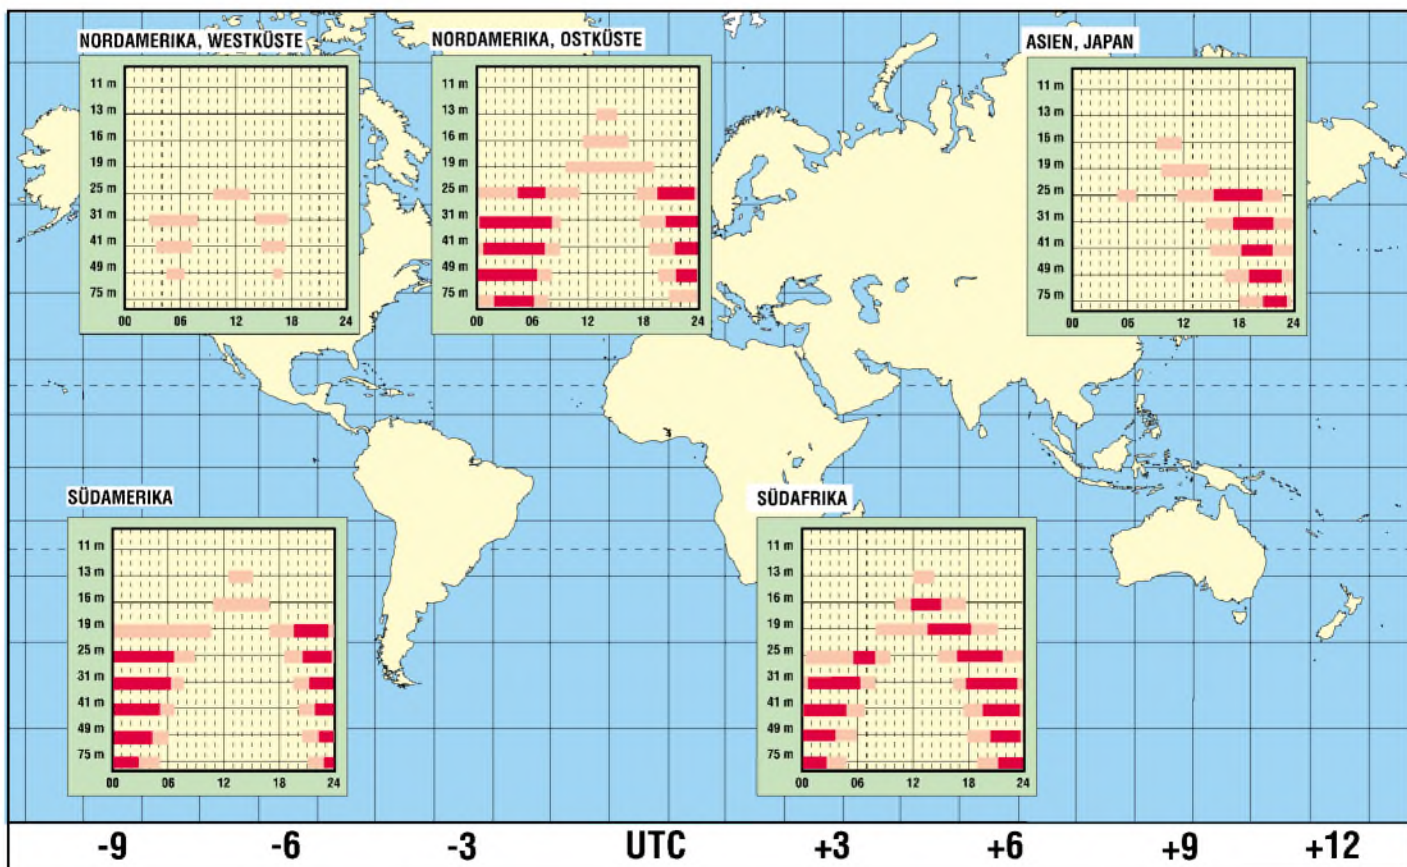 NORDAMERIKA, WESTKÜSTE
11 m
13 m
16 m
19 m
25 m
31 m
41 m
49 m
75 m
00 06 12 18 24
NORDAMERIKA, OSTKÜSTE
11 m
13 m
16 m
19 m
25 m
31 m
41 m
49 m
75 m
00 06 12 18 24
ASIEN, JAPAN
11 m
13 m
16 m
19 m
25 m
31 m
41 m
49 m
75 m
00 06 12 18 24
SÜDAMERIKA
11 m
13 m
16 m
19 m
25 m
31 m
41 m
49 m
75 m
00 06 12 18 24
SÜDAFRIKA
11 m
13 m
16 m
19 m
25 m
31 m
41 m
49 m
75 m
00 06 12 18 24
-9 -6 -3 UTC +3 +6 +9 +12